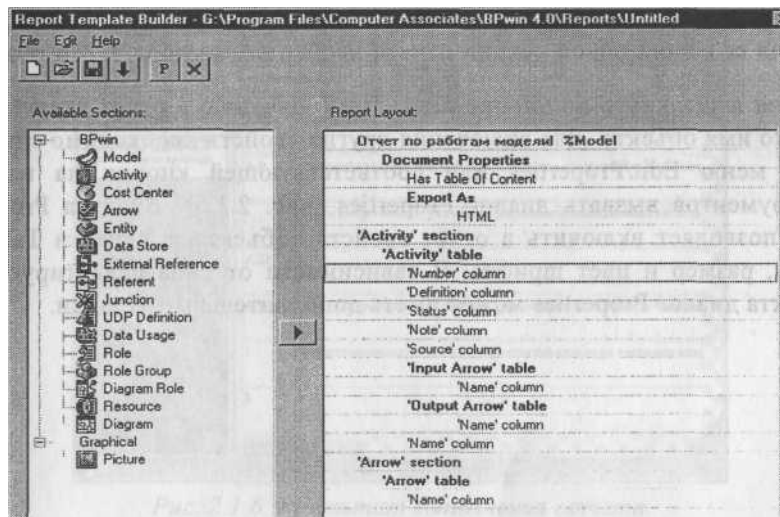 Report Template Builder - G:\Program Files\Computer Associates\BPwin 4.0\Reports\Untitled
File Edit Help
P
Available Sections:
BPwin
Model
Activity
Cost Center
Arrow
Entity
Data Store
External Reference
Referent
Junction
UDP Definition
Data Usage
Role
Role Group
Diagram Role
Resource
Diagram
Graphical
Picture
Report Layout:
Отчет по работам модели %Model
Document Properties
Has Table Of Content
Export As
HTML
'Activity' section
'Activity' table
'Number' column
'Definition' column
'Status' column
'Note' column
'Source' column
'Input Arrow' table
'Name' column
'Output Arrow' table
'Name' column
'Name' column
'Arrow' section
'Arrow' table
'Name' column